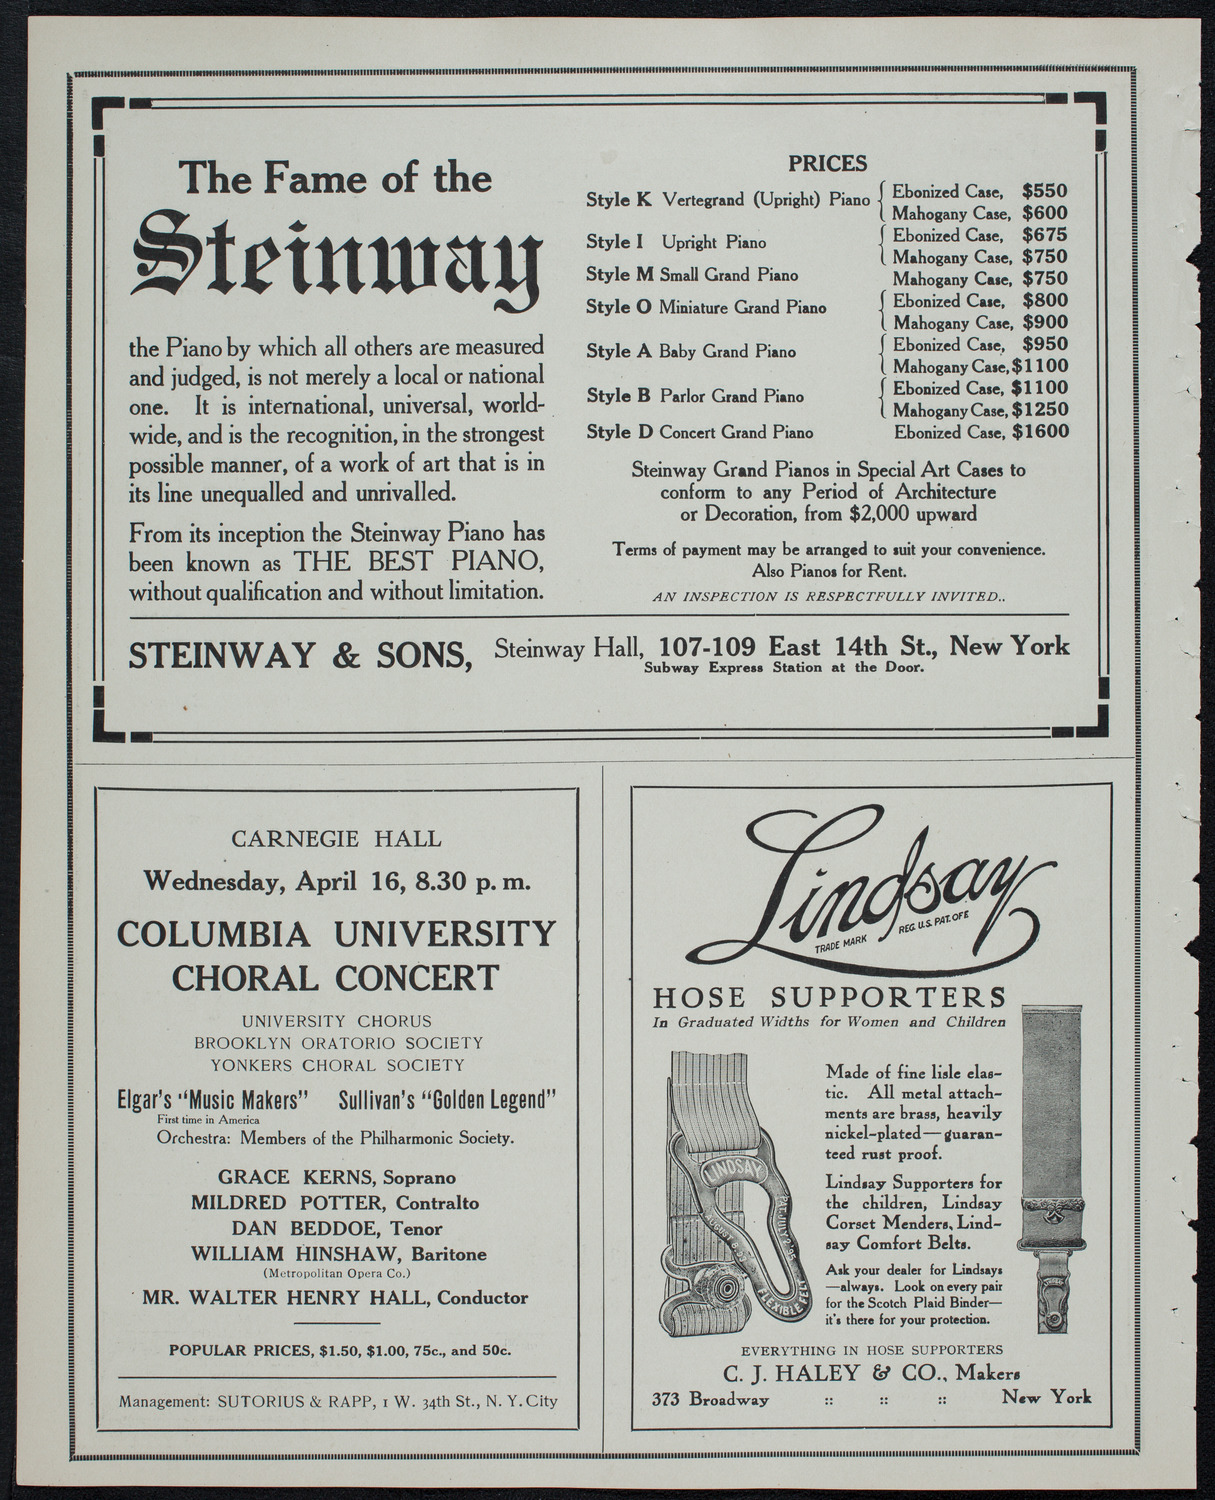 The Fame of the
Steinway
the Piano by which all others are measured
and judged, is not merely a local or national
one. It is international, universal, world-
wide, and is the recognition, in the strongest
possible manner, of a work of art that is in
its line unequalled and unrivalled.
From its inception the Steinway Piano has
been known as THE BEST PIANO,
without qualification and without limitation.
PRICES
Style K Vertegrand (Upright) Piano { Ebonized Case, $550
Mahogany Case, $600
Style I Upright Piano { Ebonized Case, $675
Mahogany Case, $750
Style M Small Grand Piano Mahogany Case, $750
Style O Miniature Grand Piano { Ebonized Case, $800
Mahogany Case, $900
Style A Baby Grand Piano { Ebonized Case, $950
Mahogany Case, $1100
Style B Parlor Grand Piano { Ebonized Case, $1100
Mahogany Case, $1250
Style D Concert Grand Piano Ebonized Case, $1600
Steinway Grand Pianos in Special Art Cases to
conform to any Period of Architecture
or Decoration, from $2,000 upward
Terms of payment may be arranged to suit your convenience.
Also Pianos for Rent.
AN INSPECTION IS RESPECTFULLY INVITED..
STEINWAY & SONS, Steinway Hall, 107-109 East 14th St., New York
Subway Express Station at the Door.
CARNEGIE HALL
Wednesday, April 16, 8.30 p. m.
COLUMBIA UNIVERSITY
CHORAL CONCERT
UNIVERSITY CHORUS
BROOKLYN ORATORIO SOCIETY
YONKERS CHORAL SOCIETY
Elgar's "Music Makers" Sullivan's "Golden Legend"
First time in America
Orchestra: Members of the Philharmonic Society.
GRACE KERNS, Soprano
MILDRED POTTER, Contralto
DAN BEDDOE, Tenor
WILLIAM HINSHAW, Baritone
(Metropolitan Opera Co.)
MR. WALTER HENRY HALL, Conductor
POPULAR PRICES, $1.50, $1.00, 75c., and 50c.
Management: SUTORIUS & RAPP, 1 W. 34th St., N. Y. City
Lindsay
TRADE MARK REG. U.S. PAT. OFF.
HOSE SUPPORTERS
In Graduated Widths for Women and Children
Made of fine lisle elas-
tic. All metal attach-
ments are brass, heavily
nickel-plated—guaran-
teed rust proof.
Lindsay Supporters for
the children, Lindsay
Corset Menders, Lind-
say Comfort Belts.
Ask your dealer for Lindsays
—always. Look on every pair
for the Scotch Plaid Binder—
it's there for your protection.
LINDSAY
FLEXIBLE FELT
EVERYTHING IN HOSE SUPPORTERS
C. J. HALEY & CO., Makers
373 Broadway :: :: :: New York